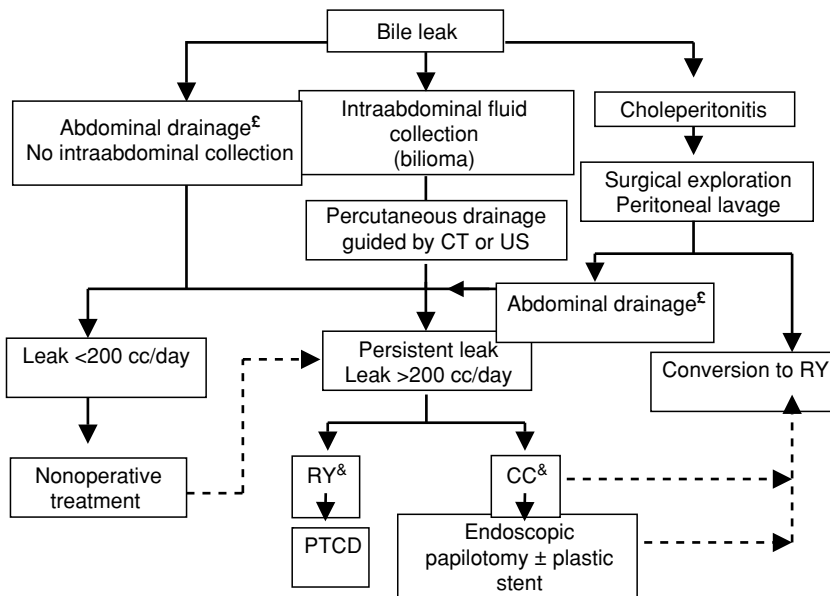 Bile leak
Abdominal drainage£
No intraabdominal collection
Intraabdominal fluid
collection
(bilioma)
Choleperitonitis
Surgical exploration
Peritoneal lavage
Percutaneous drainage
guided by CT or US
Abdominal drainage£
Leak <200 cc/day
Persistent leak
Leak >200 cc/day
Conversion to RY
Nonoperative
treatment
RY&
CC&
PTCD
Endoscopic
papilotomy ± plastic
stent